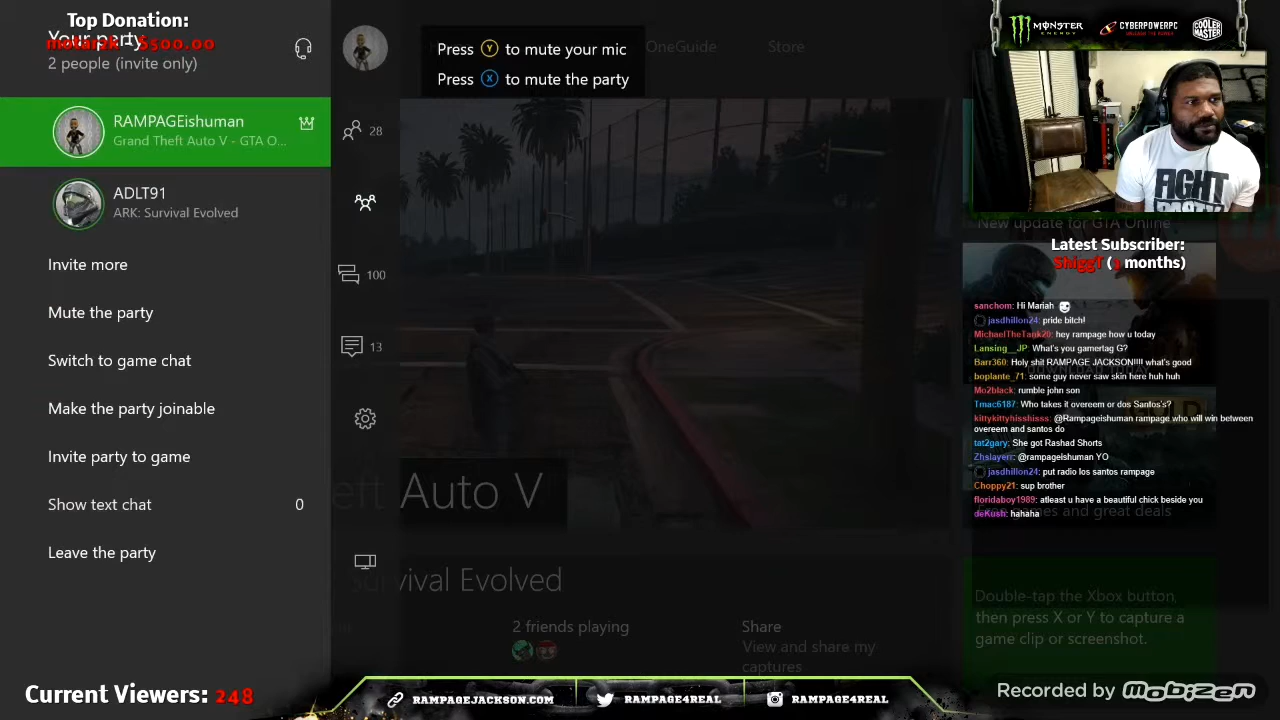 Top Donation:
Your party
motar2k - $500.00
2 people (invite only)
RAMPAGEishuman
Grand Theft Auto V - GTA O...
ADLT91
ARK: Survival Evolved
Invite more
Mute the party
Switch to game chat
Make the party joinable
Invite party to game
Show text chat 0
Leave the party
Current Viewers: 248
28
100
13
Press Y to mute your mic
Press X to mute the party
OneGuide Store
eft Auto V
vival Evolved
2 friends playing
Share
View and share my
captures
MONSTER
ENERGY
CYBERPOWERPC
COOLER
MASTER
FIGHT
PARTY
New update for GTA Online
Latest Subscriber:
ShiggT (3 months)
sanchom: Hi Mariah
jasdhillon24: pride bitch!
MichaelTheTank20: hey rampage how u today
Lansing__JP: What's you gamertag G?
Barr360: Holy shit RAMPAGE JACKSON!!!! what's good
boplante_71: some guy never saw skin here huh huh
Mo2black: rumble john son
Tmac6187: Who takes it overeem or dos Santos's?
kittykittyhisshisss: @Rampageishuman rampage who will win between
overeem and santos do
tat2gary: She got Rashad Shorts
Zhslayerr: @rampageishuman YO
jasdhillon24: put radio los santos rampage
Choppy21: sup brother
floridaboy1989: atleast u have a beautiful chick beside you
deKush: hahaha
games and great deals
Double-tap the Xbox button,
then press X or Y to capture a
game clip or screenshot.
RAMPAGEJACKSON.COM
RAMPAGE4REAL
RAMPAGE4REAL
Recorded by Mobizen